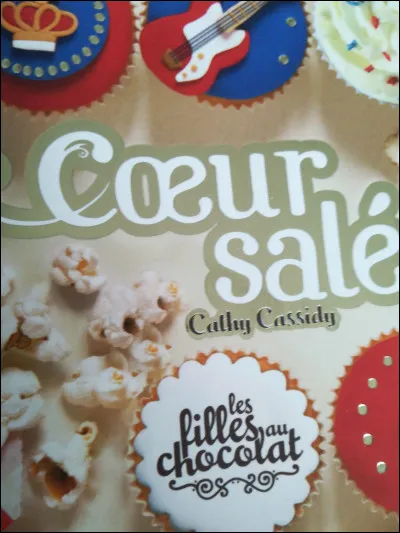 Cœur
salé
Cathy Cassidy
les
filles au
chocolat